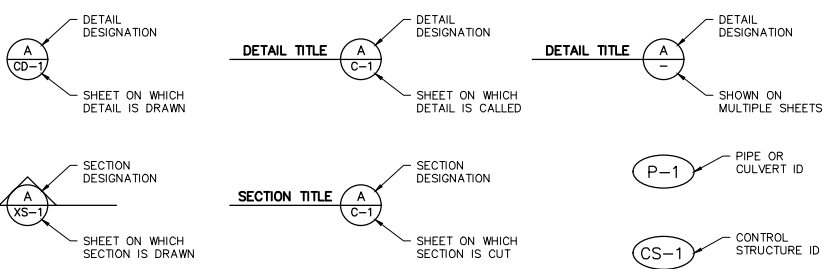 DETAIL
DESIGNATION
A
CD-1
SHEET ON WHICH
DETAIL IS DRAWN
DETAIL TITLE
A
C-1
DETAIL
DESIGNATION
SHEET ON WHICH
DETAIL IS CALLED
DETAIL TITLE
A
-
DETAIL
DESIGNATION
SHOWN ON
MULTIPLE SHEETS
SECTION
DESIGNATION
A
XS-1
SHEET ON WHICH
SECTION IS DRAWN
SECTION TITLE
A
C-1
SECTION
DESIGNATION
SHEET ON WHICH
SECTION IS CUT
P-1
PIPE OR
CULVERT ID
CS-1
CONTROL
STRUCTURE ID